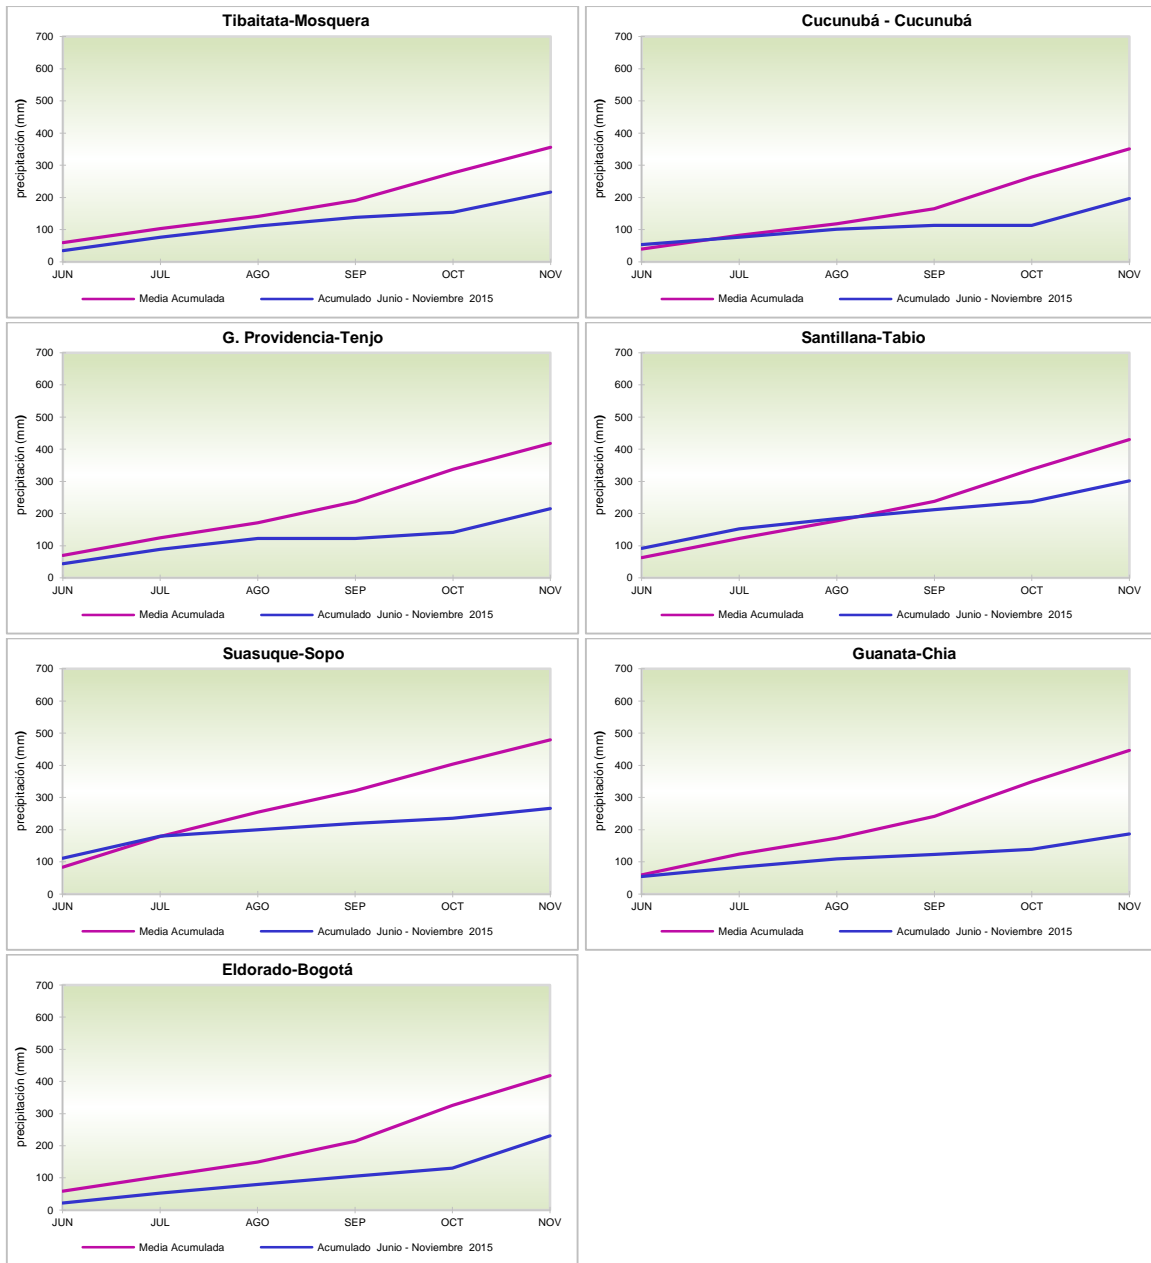 Tibaitata-Mosquera
precipitación (mm)
700
600
500
400
300
200
100
0
JUN JUL AGO SEP OCT NOV
Media Acumulada Acumulado Junio - Noviembre 2015
Cucunubá - Cucunubá
precipitación (mm)
700
600
500
400
300
200
100
0
JUN JUL AGO SEP OCT NOV
Media Acumulada Acumulado Junio - Noviembre 2015
G. Providencia-Tenjo
precipitación (mm)
700
600
500
400
300
200
100
0
JUN JUL AGO SEP OCT NOV
Media Acumulada Acumulado Junio - Noviembre 2015
Santillana-Tabio
precipitación (mm)
700
600
500
400
300
200
100
0
JUN JUL AGO SEP OCT NOV
Media Acumulada Acumulado Junio - Noviembre 2015
Suasuque-Sopo
precipitación (mm)
700
600
500
400
300
200
100
0
JUN JUL AGO SEP OCT NOV
Media Acumulada Acumulado Junio - Noviembre 2015
Guanata-Chia
precipitación (mm)
700
600
500
400
300
200
100
0
JUN JUL AGO SEP OCT NOV
Media Acumulada Acumulado Junio - Noviembre 2015
Eldorado-Bogotá
precipitación (mm)
700
600
500
400
300
200
100
0
JUN JUL AGO SEP OCT NOV
Media Acumulada Acumulado Junio - Noviembre 2015